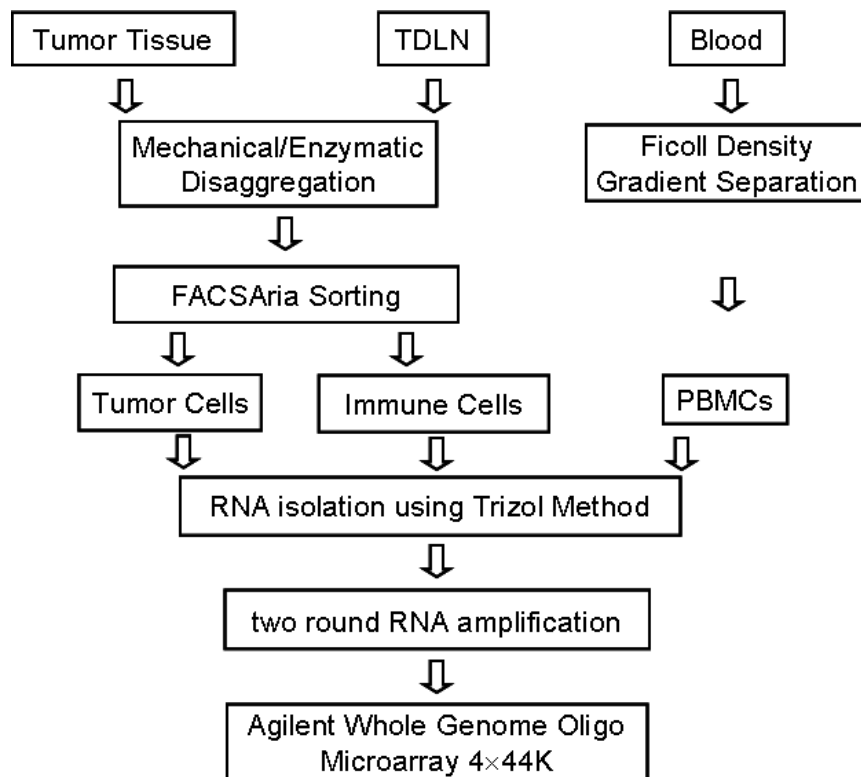 Tumor Tissue
TDLN
Blood
Mechanical/Enzymatic
Disaggregation
Ficoll Density
Gradient Separation
FACSAria Sorting
Tumor Cells
Immune Cells
PBMCs
RNA isolation using Trizol Method
two round RNA amplification
Agilent Whole Genome Oligo
Microarray 4×44K